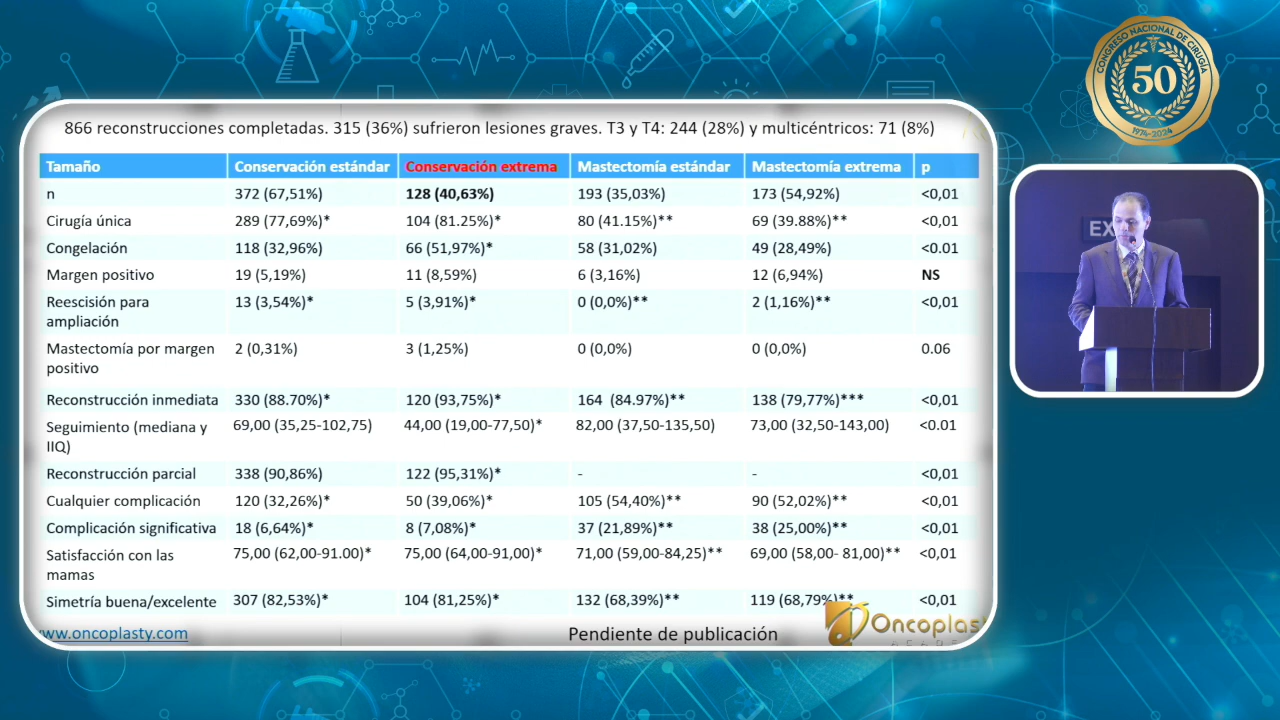 866 reconstrucciones completadas. 315 (36%) sufrieron lesiones graves. T3 y T4: 244 (28%) y multicéntricos: 71 (8%)
Tamaño Conservación estándar Conservación extrema Mastectomía estándar Mastectomía extrema p
n 372 (67,51%) 128 (40,63%) 193 (35,03%) 173 (54,92%) <0,01
Cirugía única 289 (77,69%)* 104 (81.25%)* 80 (41.15%)** 69 (39.88%)** <0,01
Congelación 118 (32,96%) 66 (51,97%)* 58 (31,02%) 49 (28,49%) <0.01
Margen positivo 19 (5,19%) 11 (8,59%) 6 (3,16%) 12 (6,94%) NS
Reescisión para
ampliación 13 (3,54%)* 5 (3,91%)* 0 (0,0%)** 2 (1,16%)** <0,01
Mastectomía por margen
positivo 2 (0,31%) 3 (1,25%) 0 (0,0%) 0 (0,0%) 0.06
Reconstrucción inmediata 330 (88.70%)* 120 (93,75%)* 164 (84.97%)** 138 (79,77%)*** <0,01
Seguimiento (mediana y
IIQ) 69,00 (35,25-102,75) 44,00 (19,00-77,50)* 82,00 (37,50-135,50) 73,00 (32,50-143,00) <0.01
Reconstrucción parcial 338 (90,86%) 122 (95,31%)* - - <0,01
Cualquier complicación 120 (32,26%)* 50 (39,06%)* 105 (54,40%)** 90 (52,02%)** <0,01
Complicación significativa 18 (6,64%)* 8 (7,08%)* 37 (21,89%)** 38 (25,00%)** <0,01
Satisfacción con las
mamas 75,00 (62,00-91.00)* 75,00 (64,00-91,00)* 71,00 (59,00-84,25)** 69,00 (58,00- 81,00)** <0,01
Simetría buena/excelente 307 (82,53%)* 104 (81,25%)* 132 (68,39%)** 119 (68,79%)** <0,01
www.oncoplasty.com Pendiente de publicación
CONGRESO NACIONAL DE CIRUGÍA
50
1974-2024